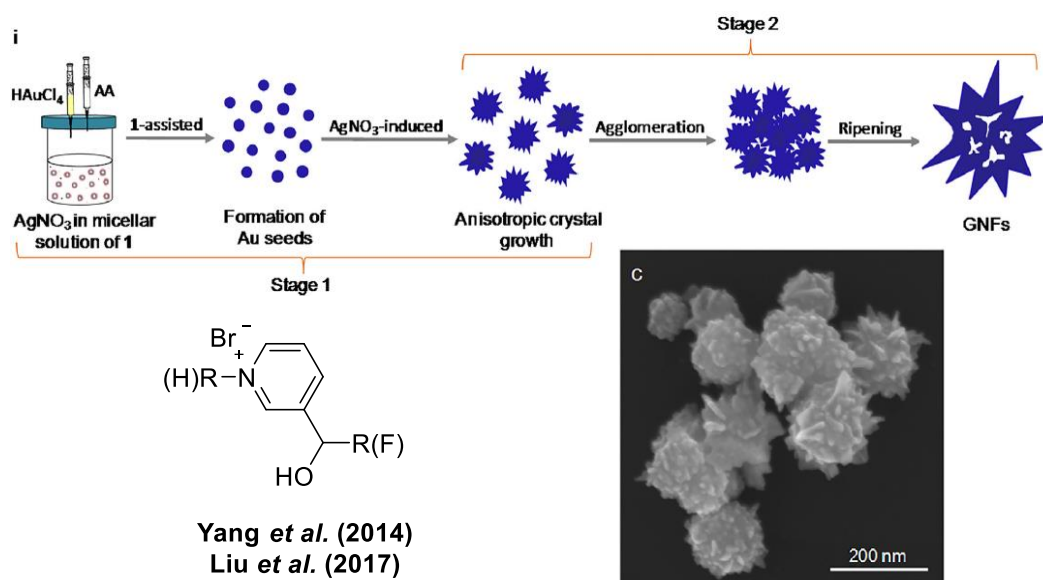 i
Stage 2
HAuCl4
AA
1-assisted
AgNO3-induced
Agglomeration
Ripening
AgNO3 in micellar
solution of 1
Formation of
Au seeds
Anisotropic crystal
growth
GNFs
Stage 1
C
Br −
+
(H)R-N
R(F)
HO
Yang et al. (2014)
Liu et al. (2017)
200 nm